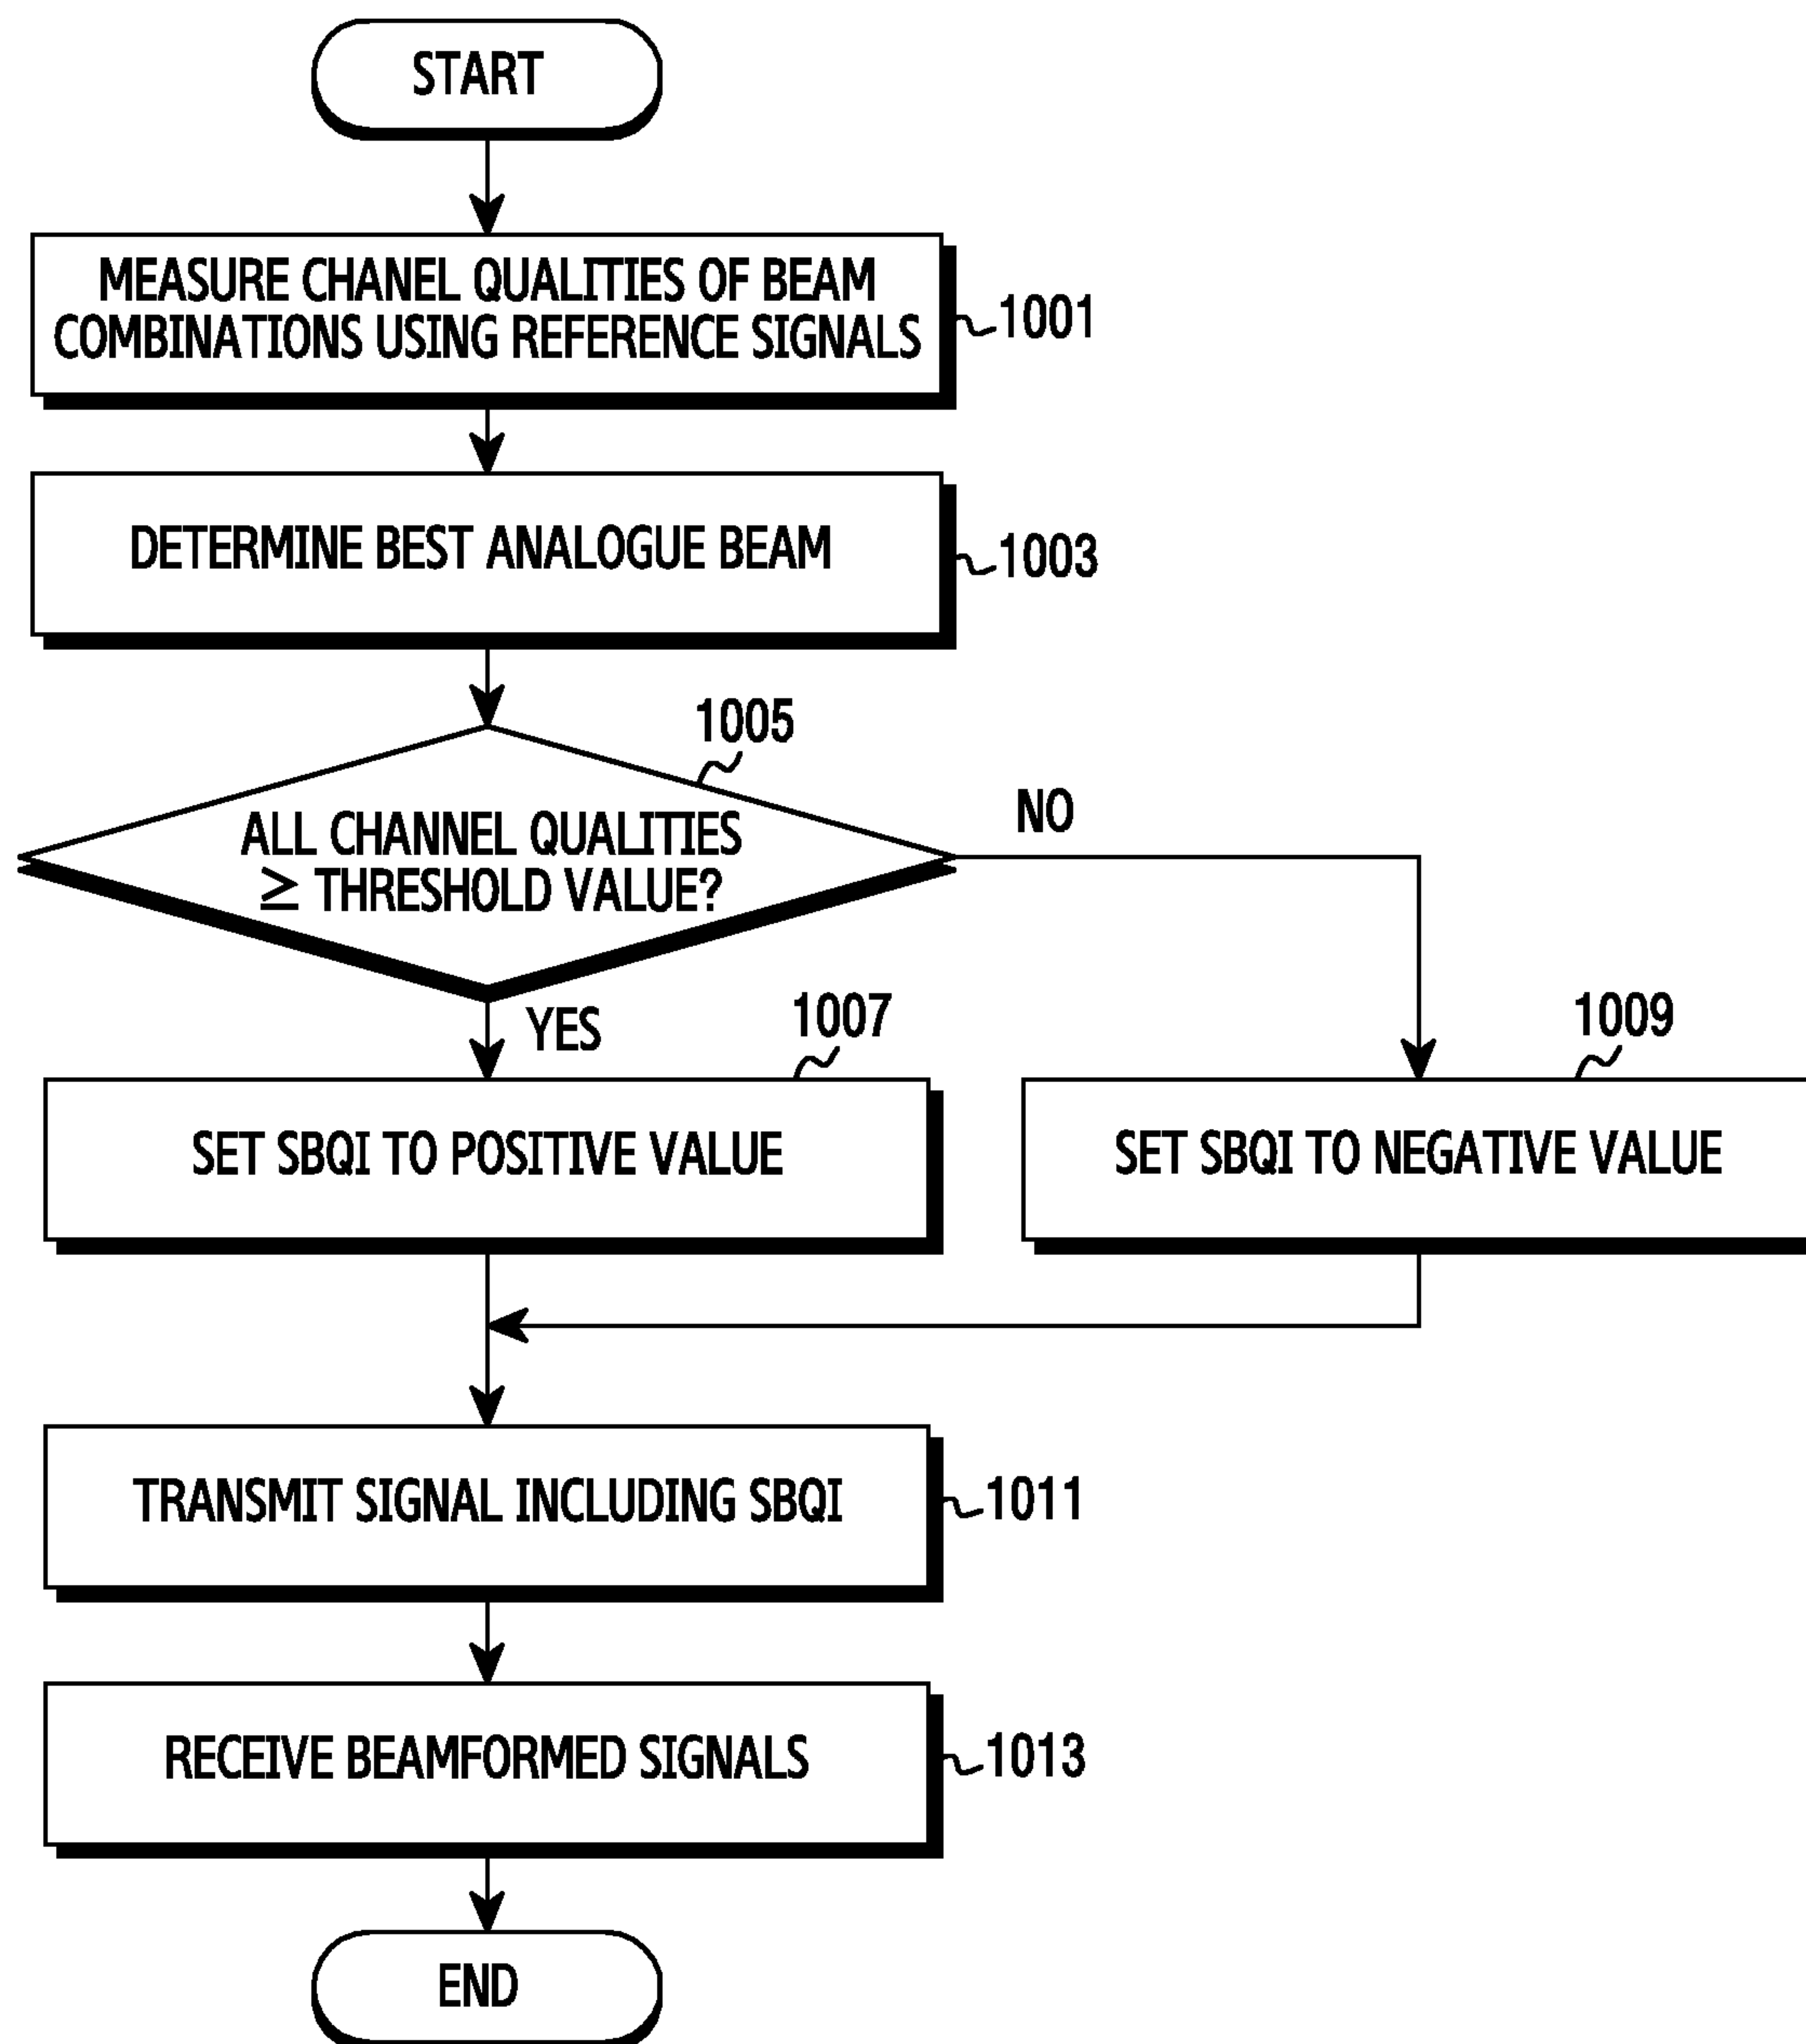 START
MEASURE CHANEL QUALITIES OF BEAM
COMBINATIONS USING REFERENCE SIGNALS
1001
DETERMINE BEST ANALOGUE BEAM
1003
1005
ALL CHANNEL QUALITIES
≥ THRESHOLD VALUE?
NO
YES
1007
1009
SET SBQI TO POSITIVE VALUE
SET SBQI TO NEGATIVE VALUE
TRANSMIT SIGNAL INCLUDING SBQI
1011
RECEIVE BEAMFORMED SIGNALS
1013
END